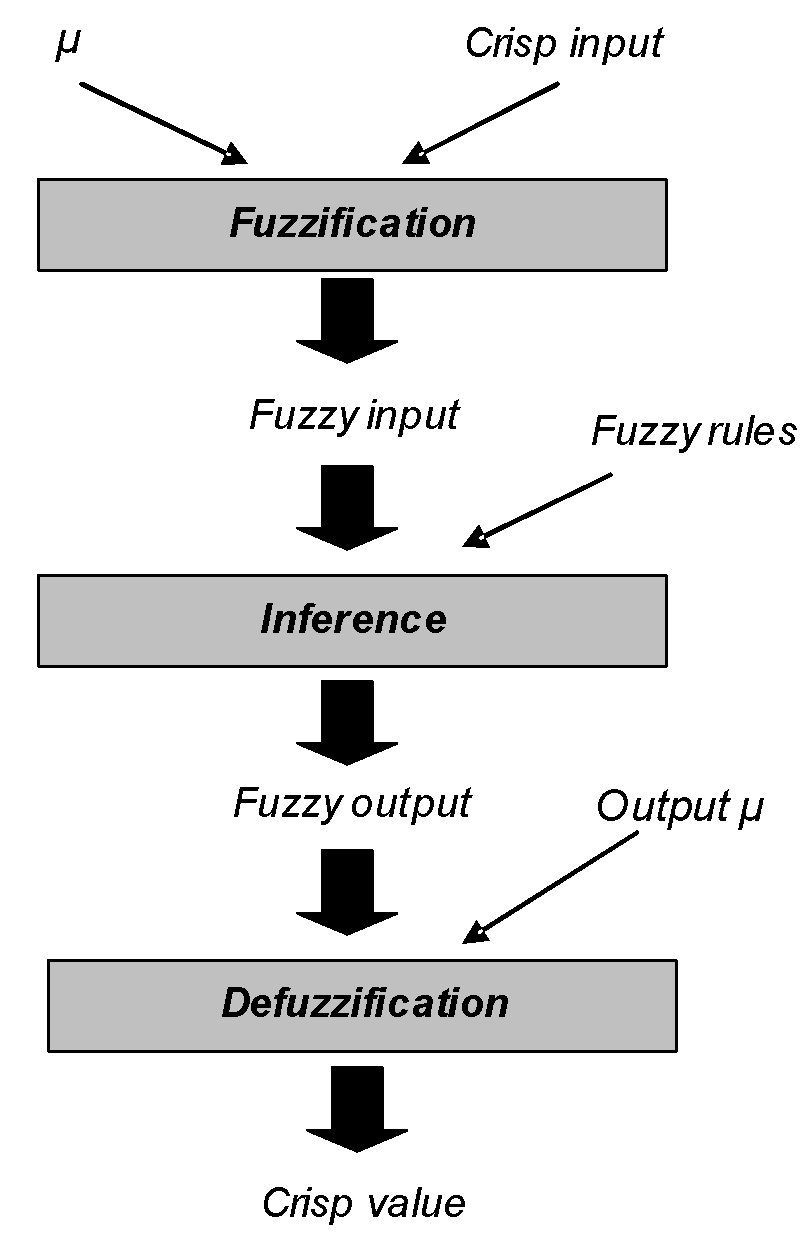 µ
Crisp input
Fuzzification
Fuzzy input
Fuzzy rules
Inference
Fuzzy output
Output µ
Defuzzification
Crisp value